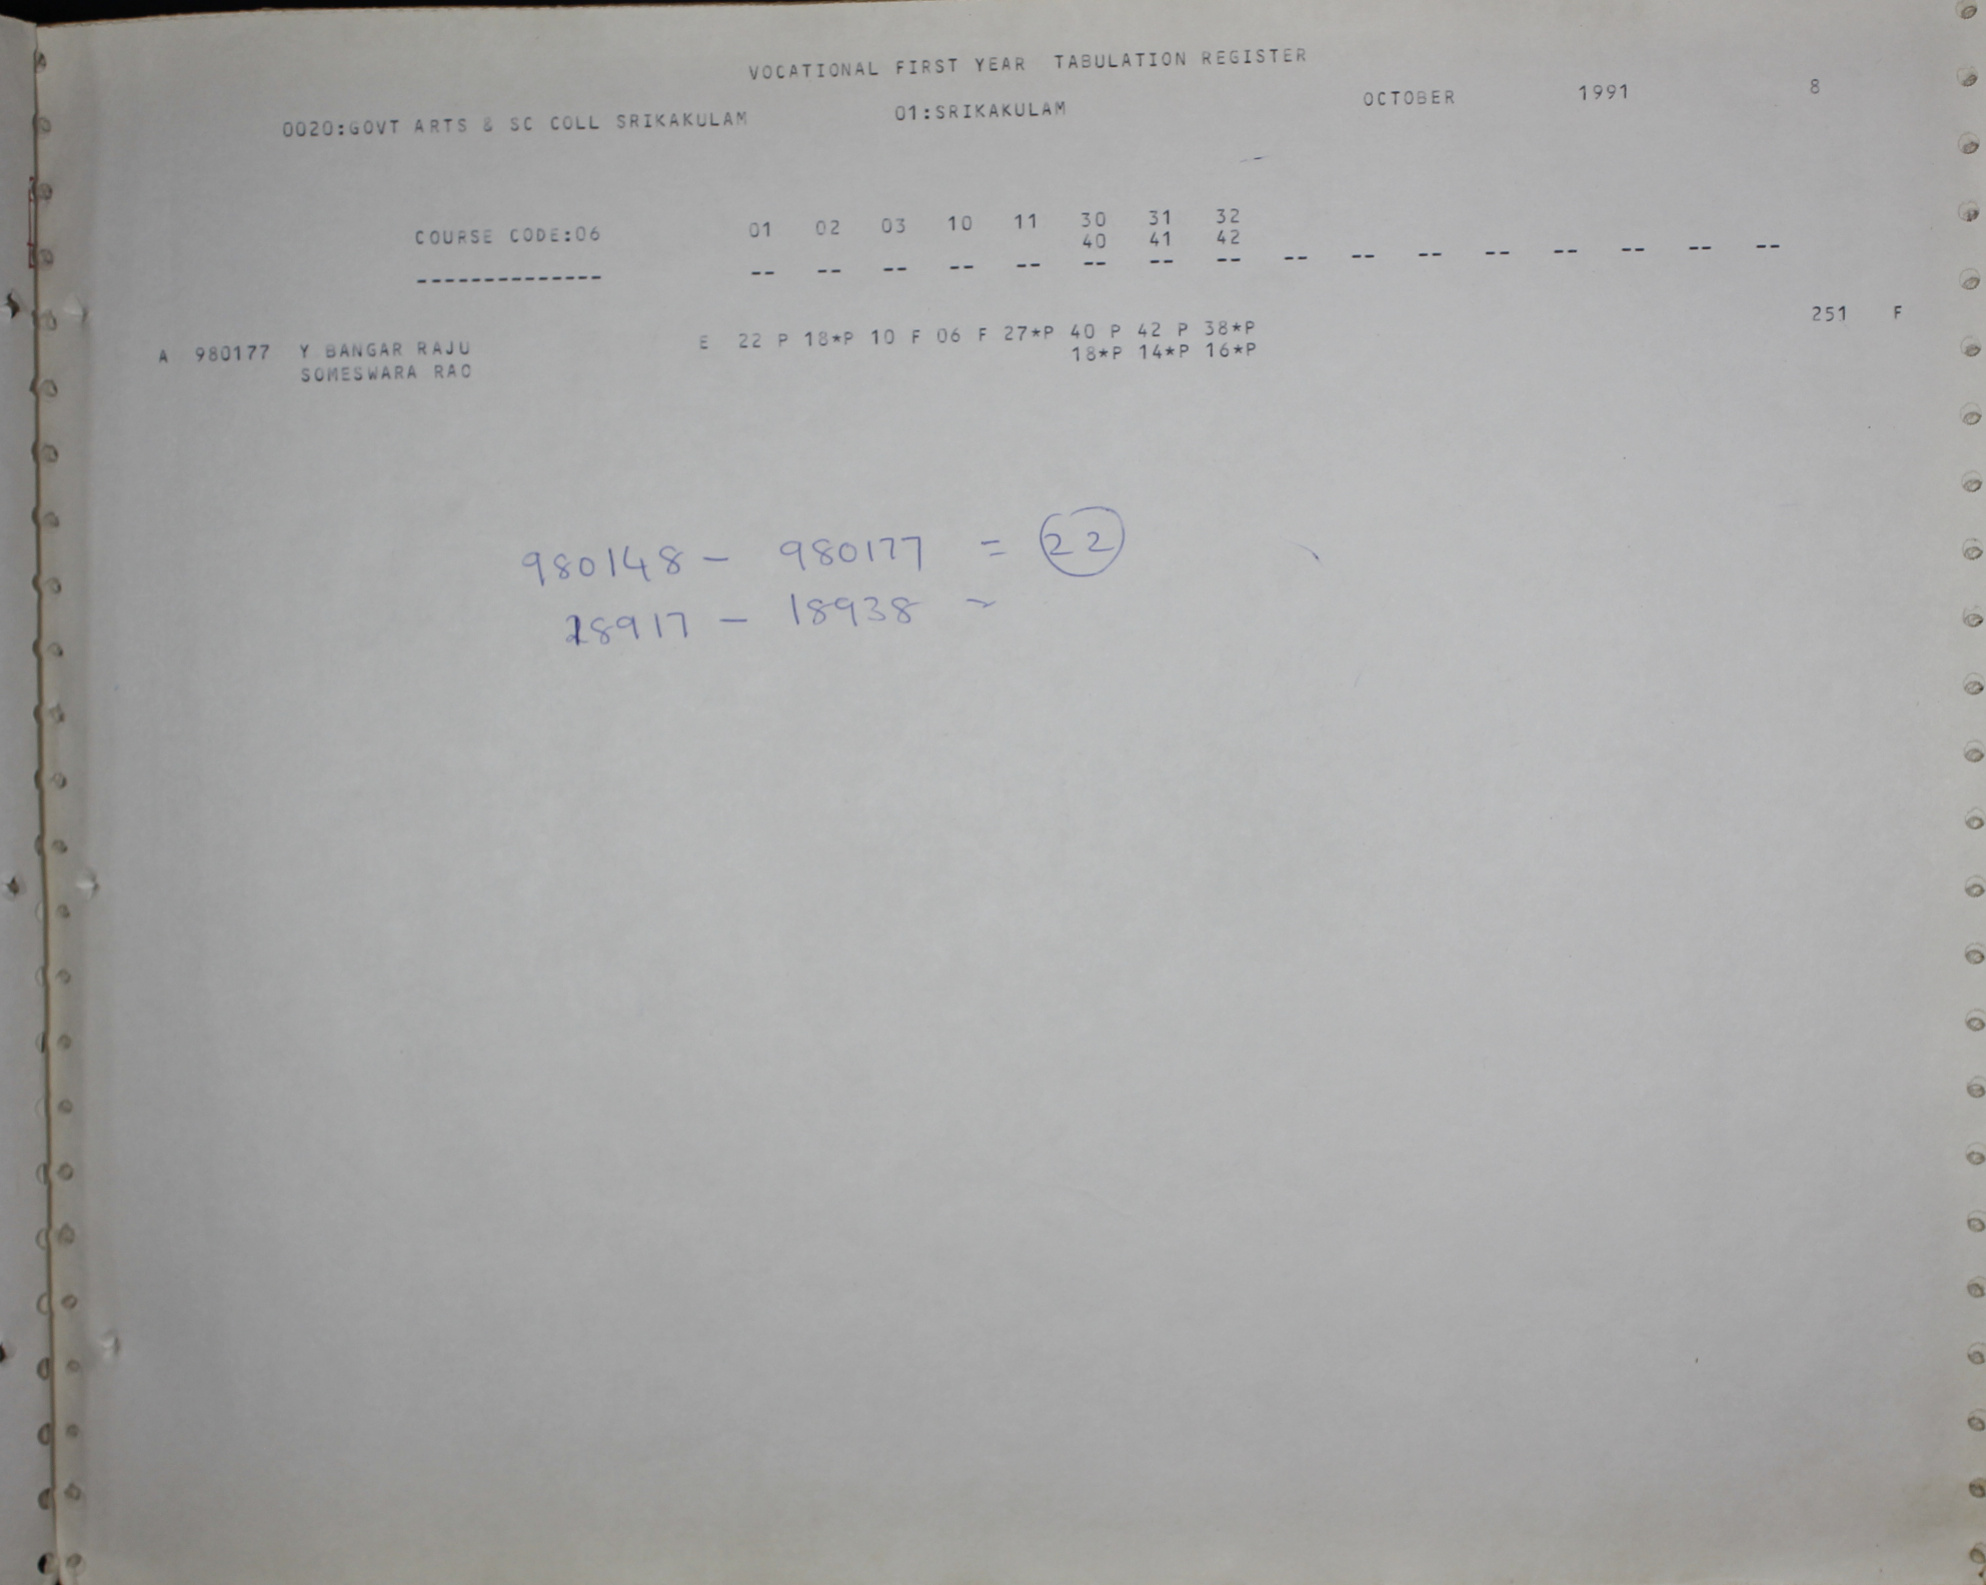 VOCATIONAL FIRST YEAR TABULATION REGISTER
0020:GOVT ARTS & SC COLL SRIKAKULAM 01:SRIKAKULAM OCTOBER 1991 8
COURSE CODE:06 01 02 03 10 11 30 31 32
40 41 42
-------------- -- -- -- -- -- -- -- -- -- -- -- -- -- -- -- --
A 980177 Y BANGAR RAJU E 22 P 18*P 10 F 06 F 27*P 40 P 42 P 38*P 251 F
SOMESWARA RAO 18*P 14*P 16*P
980148 - 980177 = 22
18917 - 18938 =